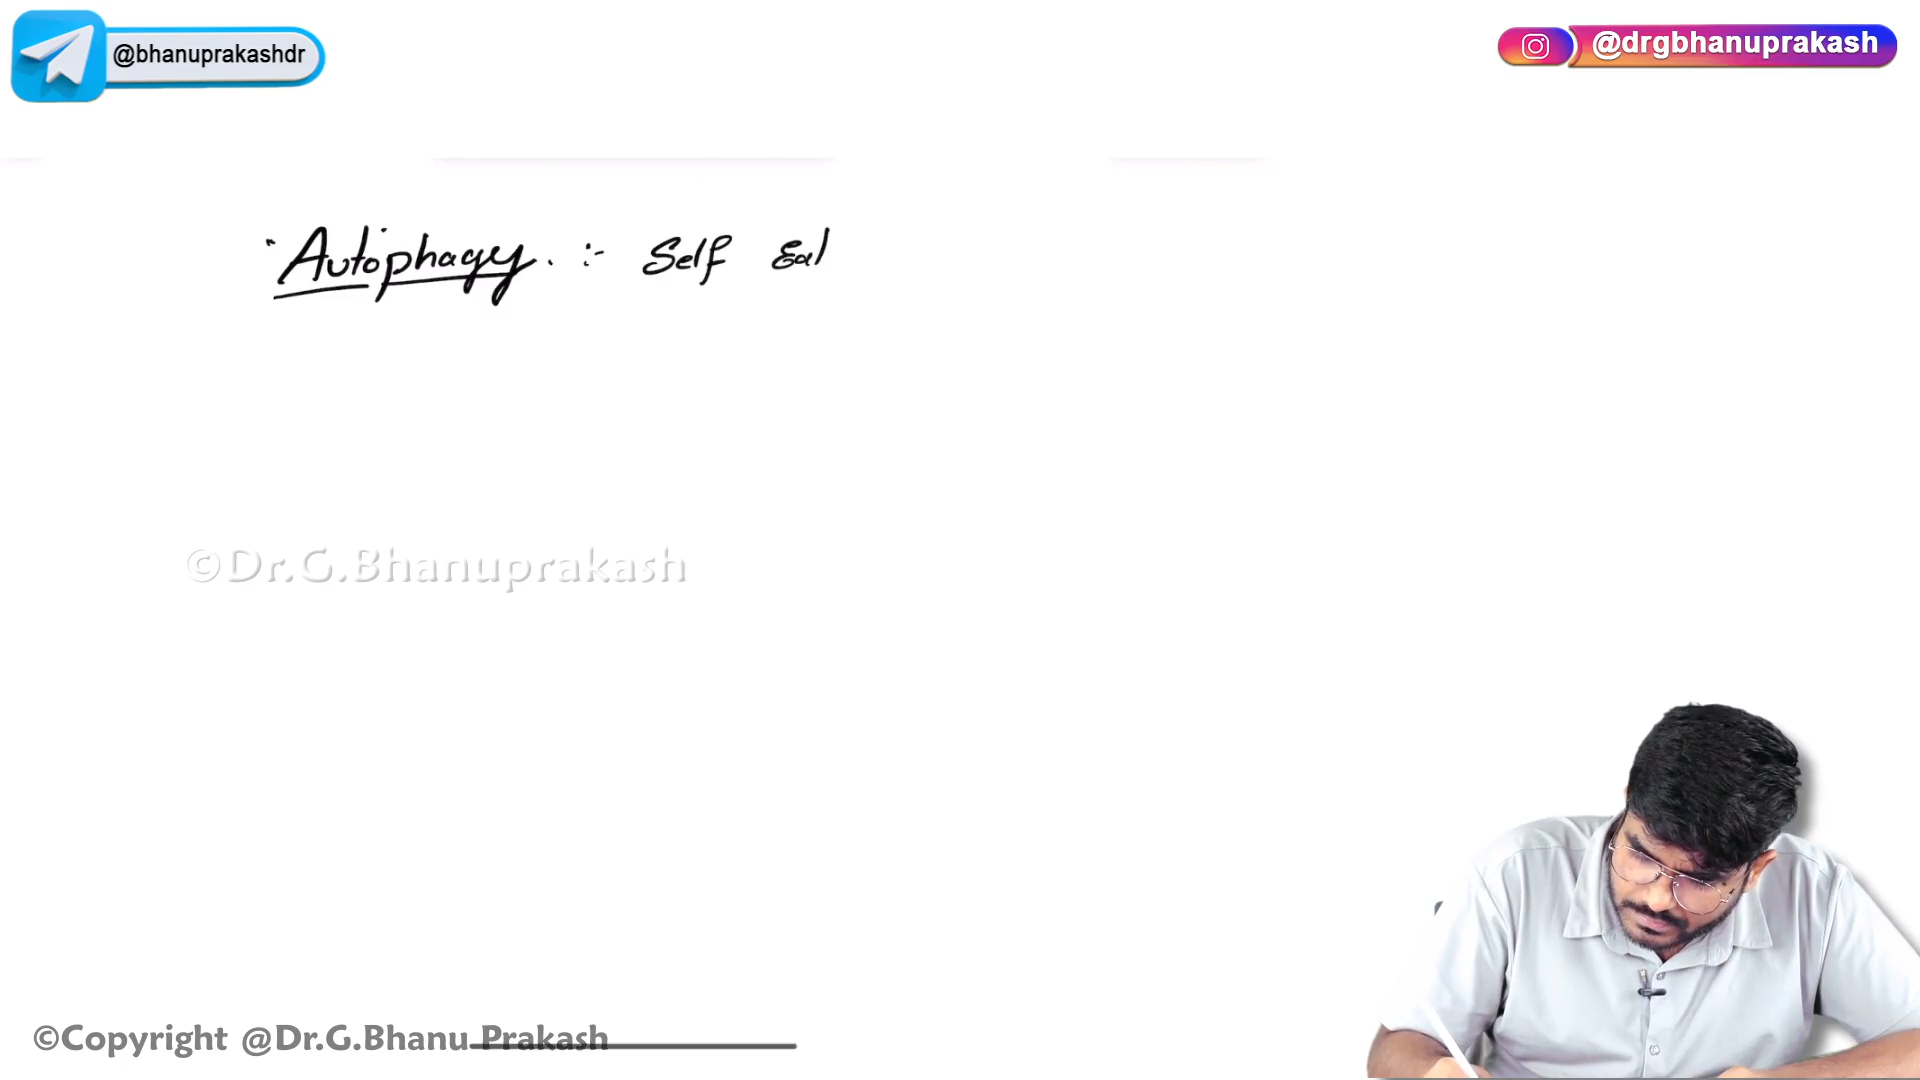 @bhanuprakashdr
@drgbhanuprakash
Autophagy. :- Self Eat
©Dr.G.Bhanuprakash
©Copyright @Dr.G.Bhanu Prakash